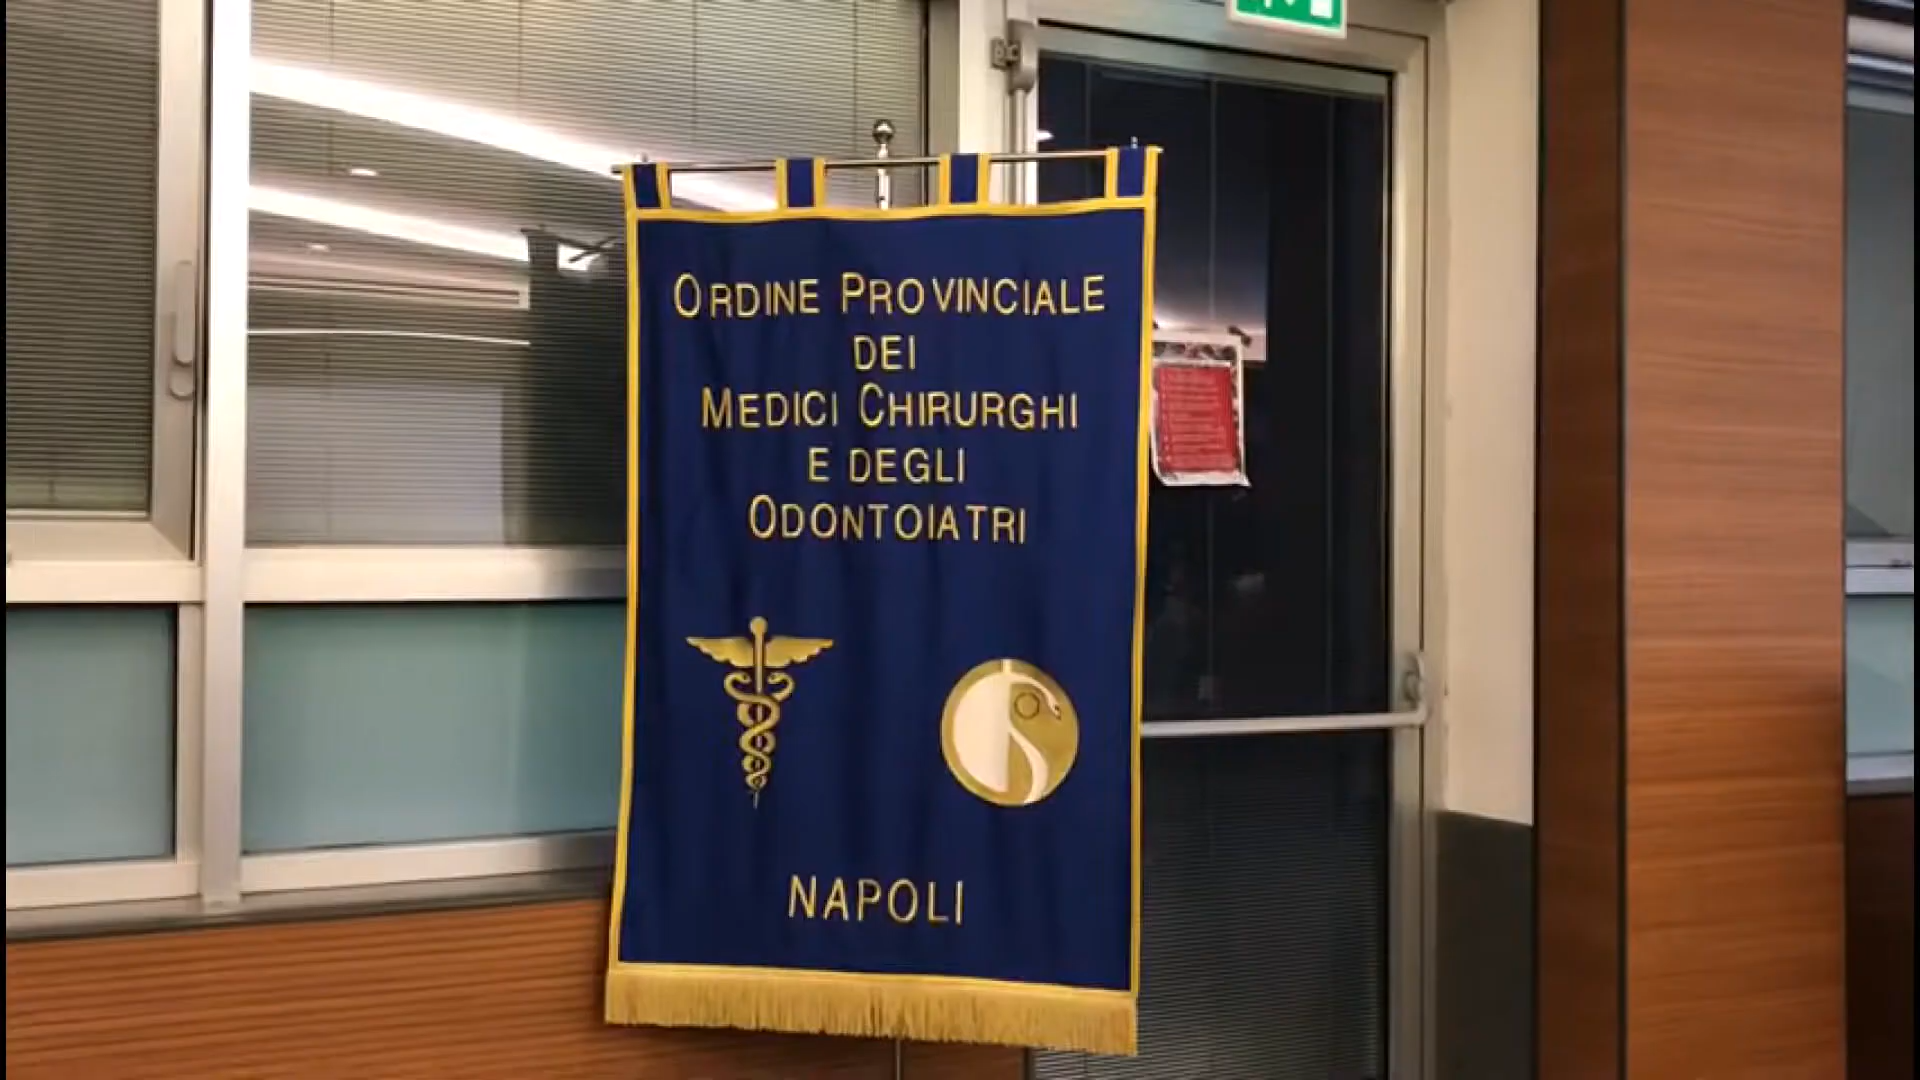 ORDINE PROVINCIALE
DEI
MEDICI CHIRURGHI
E DEGLI
ODONTOIATRI
NAPOLI